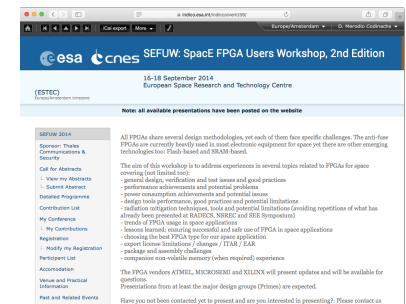 indico.esa.int/indico/event/59/
iCal export More
Europe/Amsterdam D. Merodio Codinachs
esa cnes SEFUW: SpacE FPGA Users Workshop, 2nd Edition
16-18 September 2014
European Space Research and Technology Centre
(ESTEC)
Europe/Amsterdam timezone
Note: all available presentations have been posted on the website
SEFUW 2014
Sponsor: Thales
Communications &
Security
Call for Abstracts
View my Abstracts
Submit Abstract
Detailed Programme
Contribution List
My Conference
My Contributions
Registration
Modify my Registration
Participant List
Accomodation
Venue and Practical
Information
Past and Related Events
All FPGAs share several design methodologies, yet each of them face specific challenges. The anti-fuse
FPGAs are currently heavily used in most electronic equipment for space yet there are other emerging
technologies too: Flash-based and SRAM-based.
The aim of this workshop is to address experiences in several topics related to FPGAs for space
covering (not limited too):
- general design, verification and test issues and good practices
- performance achievements and potential problems
- power consumption achievements and potential issues
- design tools performance, good practices and potential limitations
- radiation mitigation techniques, tools and potential limitations (avoiding repetitions of what has
already been presented at RADECS, NSREC and SEE Symposium)
- trends of FPGA usage in space applications
- lessons learned: ensuring successful and safe use of FPGA in space applications
- choosing the best FPGA type for our space application
- export license limitations / changes / ITAR / EAR
- package and assembly challenges
- companion non-volatile memory (when required) experience
The FPGA vendors ATMEL, MICROSEMI and XILINX will present updates and will be available for
questions.
Presentations from at least the major design groups (Primes) are expected.
Have you not been contacted yet to present and are you interested in presenting?: Please contact us